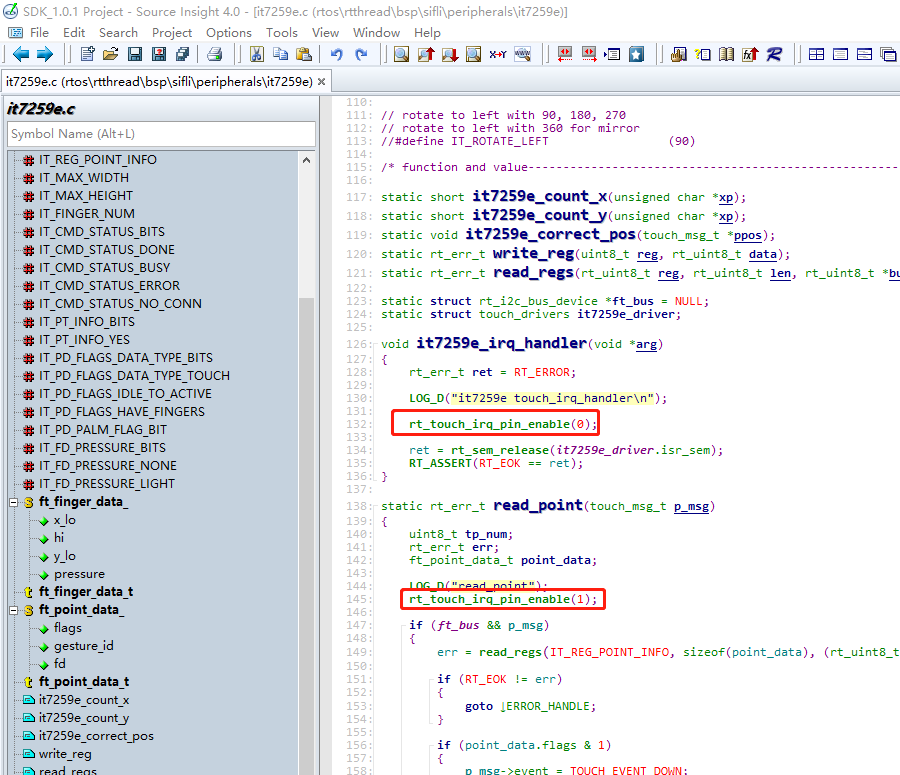 SDK_1.0.1 Project - Source Insight 4.0 - [it7259e.c (rtos\rtthread\bsp\sifli\peripherals\it7259e)]
File Edit Search Project Options Tools View Window Help
it7259e.c (rtos\rtthread\bsp\sifli\peripherals\it7259e)
it7259e.c
Symbol Name (Alt+L)
IT_REG_POINT_INFO
IT_MAX_WIDTH
IT_MAX_HEIGHT
IT_FINGER_NUM
IT_CMD_STATUS_BITS
IT_CMD_STATUS_DONE
IT_CMD_STATUS_BUSY
IT_CMD_STATUS_ERROR
IT_CMD_STATUS_NO_CONN
IT_PT_INFO_BITS
IT_PT_INFO_YES
IT_PD_FLAGS_DATA_TYPE_BITS
IT_PD_FLAGS_DATA_TYPE_TOUCH
IT_PD_FLAGS_IDLE_TO_ACTIVE
IT_PD_FLAGS_HAVE_FINGERS
IT_PD_PALM_FLAG_BIT
IT_FD_PRESSURE_BITS
IT_FD_PRESSURE_NONE
IT_FD_PRESSURE_LIGHT
ft_finger_data_
x_lo
hi
y_lo
pressure
ft_finger_data_t
ft_point_data_
flags
gesture_id
fd
ft_point_data_t
it7259e_count_x
it7259e_count_y
it7259e_correct_pos
write_reg
read_regs
110:
111: // rotate to left with 90, 180, 270
112: // rotate to left with 360 for mirror
113: //#define IT_ROTATE_LEFT (90)
114:
115: /* function and value-----------------------------------------------------
116:
117: static short it7259e_count_x(unsigned char *xp);
118: static short it7259e_count_y(unsigned char *xp);
119: static void it7259e_correct_pos(touch_msg_t *ppos);
120: static rt_err_t write_reg(uint8_t reg, rt_uint8_t data);
121: static rt_err_t read_regs(rt_uint8_t reg, rt_uint8_t len, rt_uint8_t *bu
122:
123: static struct rt_i2c_bus_device *ft_bus = NULL;
124: static struct touch_drivers it7259e_driver;
125:
126: void it7259e_irq_handler(void *arg)
127: {
128: rt_err_t ret = RT_ERROR;
129:
130: LOG_D("it7259e touch_irq_handler\n");
131:
132: rt_touch_irq_pin_enable(0);
133:
134: ret = rt_sem_release(it7259e_driver.isr_sem);
135: RT_ASSERT(RT_EOK == ret);
136: }
137:
138: static rt_err_t read_point(touch_msg_t p_msg)
139: {
140: uint8_t tp_num;
141: rt_err_t err;
142: ft_point_data_t point_data;
143:
144: LOG_D("cead_point");
145: rt_touch_irq_pin_enable(1);
146:
147: if (ft_bus && p_msg)
148: {
149: err = read_regs(IT_REG_POINT_INFO, sizeof(point_data), (rt_uint8_t
150:
151: if (RT_EOK != err)
152: {
153: goto ↓ERROR_HANDLE;
154: }
155:
156: if (point_data.flags & 1)
157: {
158: p_msg->event = TOUCH_EVENT_DOWN;